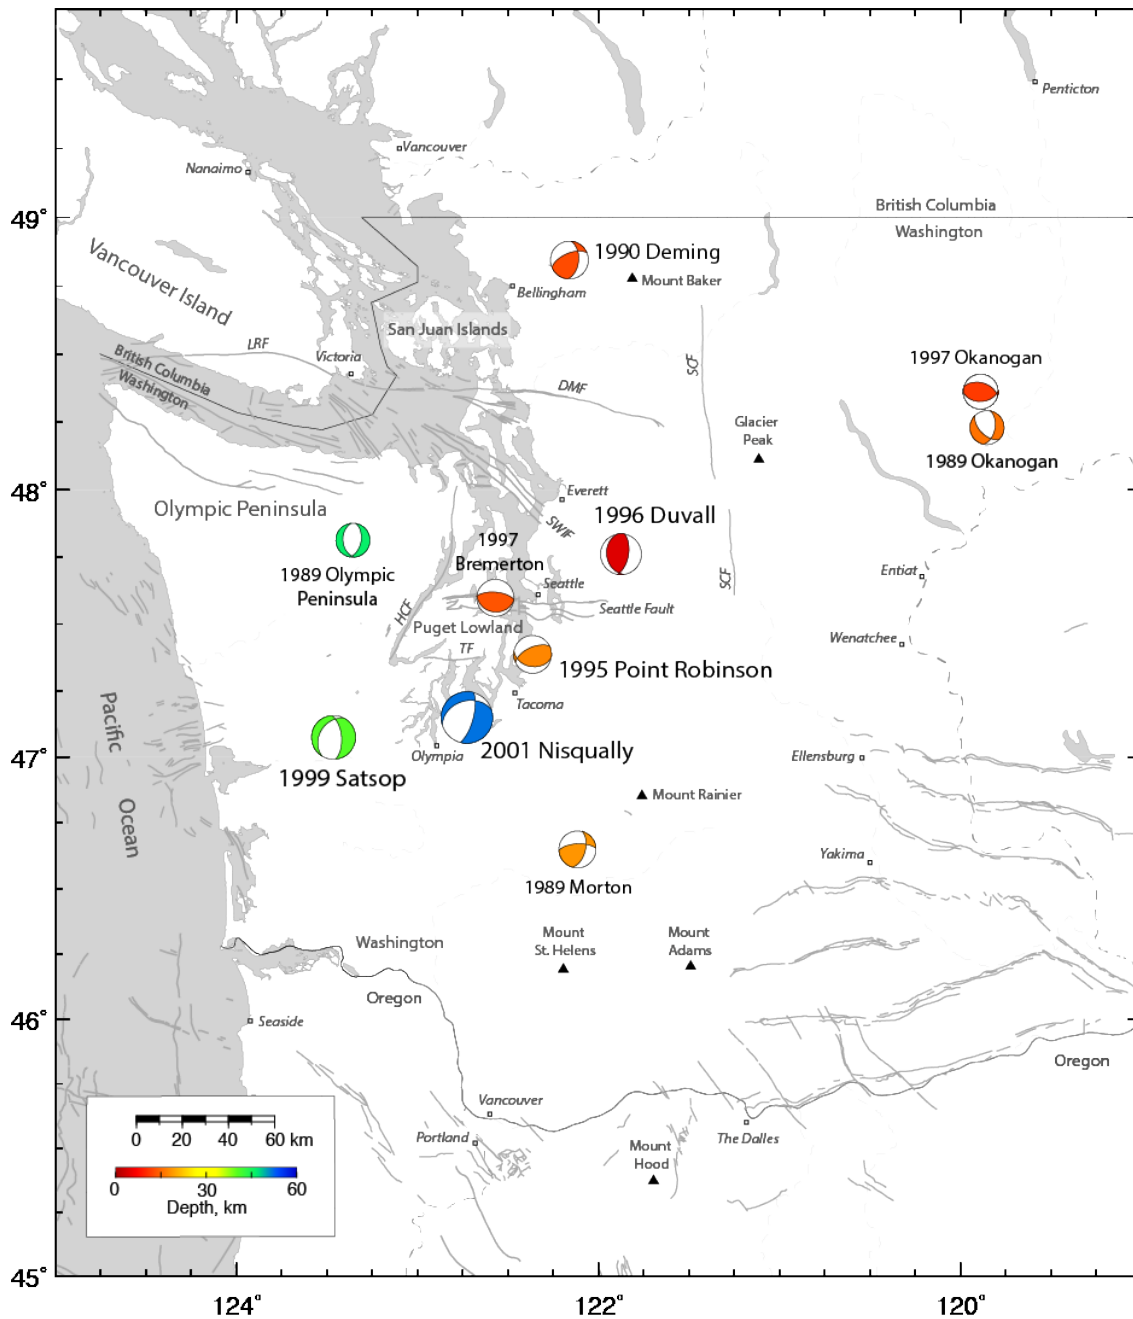 Penticton
Vancouver
Nanaimo
49°
British Columbia
Washington
1990 Deming
Mount Baker
Bellingham
Vancouver Island
San Juan Islands
LRF
Victoria
British Columbia
Washington
DMF
SCF
1997 Okanogan
Glacier
Peak
1989 Okanogan
48°
Everett
Olympic Peninsula
SWIF
1996 Duvall
1997
Bremerton
1989 Olympic
Peninsula
Seattle
SCF
Entiat
HCF
Seattle Fault
Puget Lowland
TF
Wenatchee
1995 Point Robinson
Tacoma
Pacific
Ocean
47°
Olympia
2001 Nisqually
Ellensburg
1999 Satsop
Mount Rainier
Yakima
1989 Morton
Washington
Mount
St. Helens
Mount
Adams
Oregon
46°
Seaside
Oregon
Vancouver
Portland
The Dalles
Mount
Hood
0 20 40 60 km
0 30 60
Depth, km
45°
124° 122° 120°